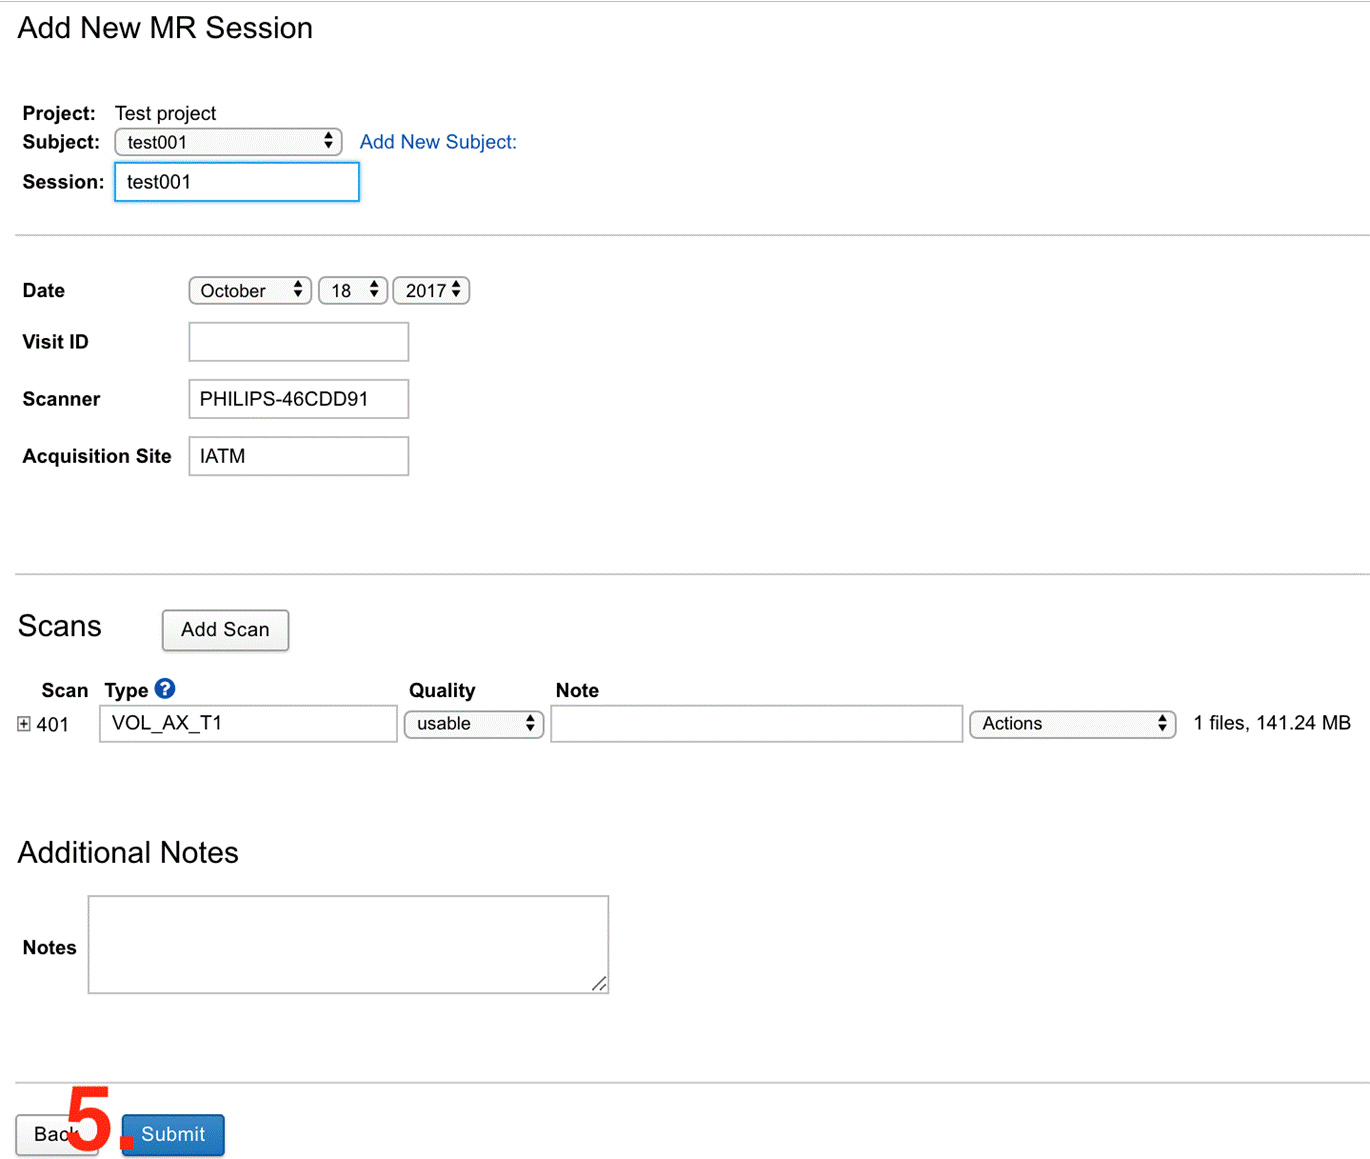 Add New MR Session
Project: Test project
Subject: test001 Add New Subject:
Session: test001
Date October 18 2017
Visit ID
Scanner PHILIPS-46CDD91
Acquisition Site IATM
Scans Add Scan
Scan Type ? Quality Note
401 VOL_AX_T1 usable Actions 1 files, 141.24 MB
Additional Notes
Notes
Back 5. Submit